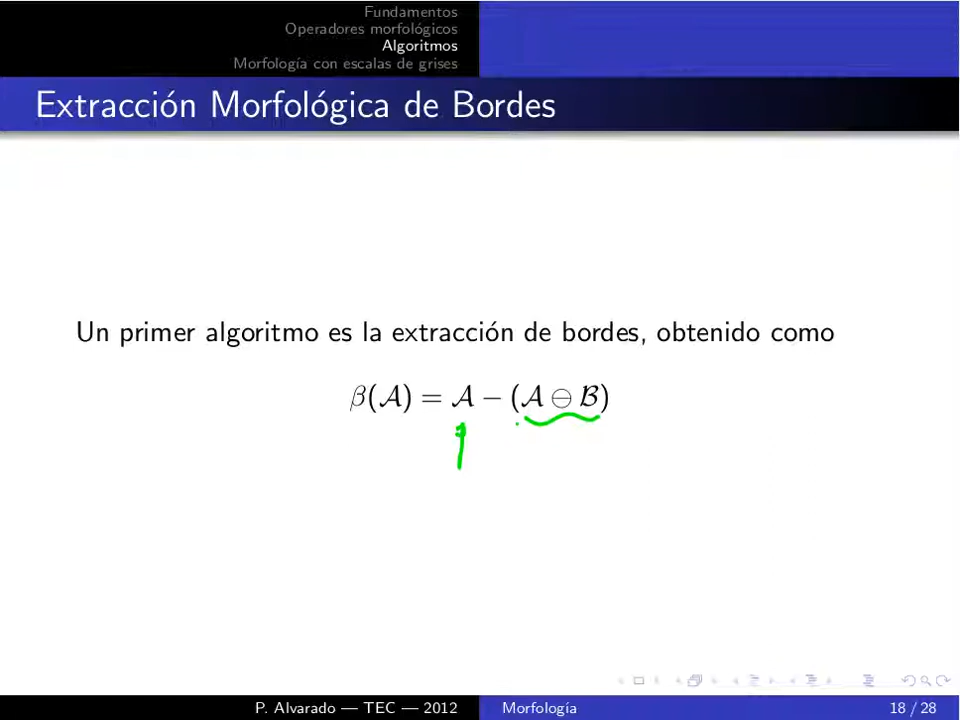 Fundamentos
Operadores morfológicos
Algoritmos
Morfología con escalas de grises
Extracción Morfológica de Bordes
Un primer algoritmo es la extracción de bordes, obtenido como
β(𝒜) = 𝒜 − (𝒜 ⊖ ℬ)
P. Alvarado — TEC — 2012 Morfología 18 / 28